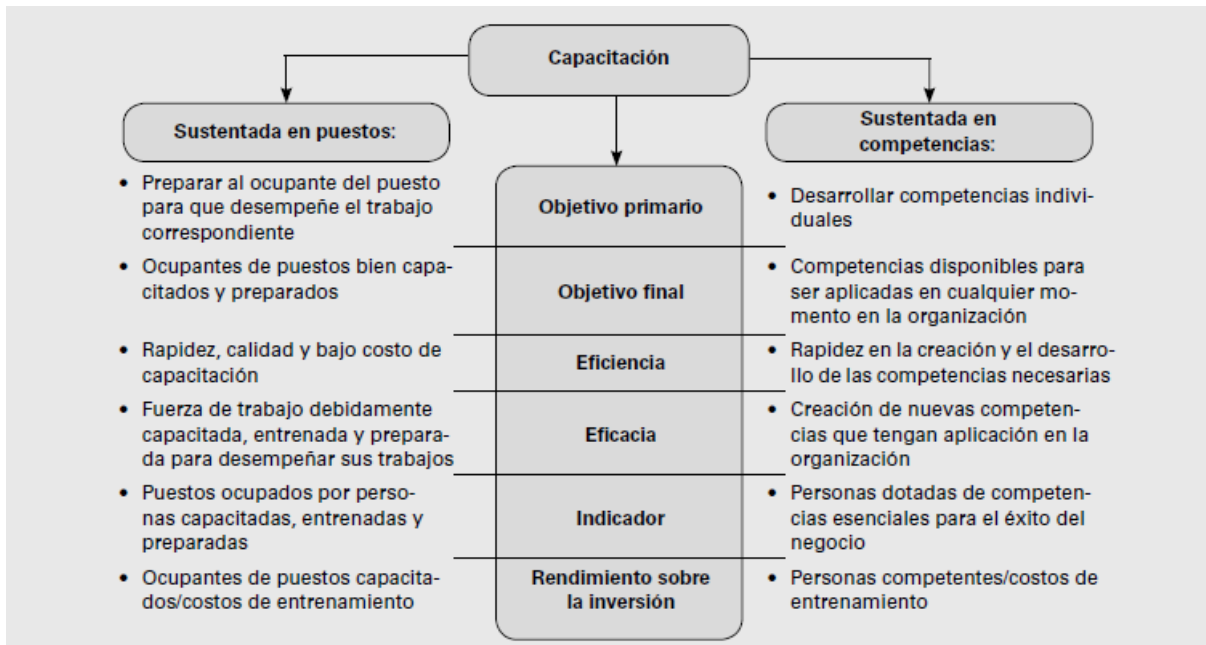 Capacitación
Sustentada en puestos:
Sustentada en
competencias:
• Preparar al ocupante del puesto
para que desempeñe el trabajo
correspondiente
Objetivo primario
• Desarrollar competencias indivi-
duales
• Ocupantes de puestos bien capa-
citados y preparados
Objetivo final
• Competencias disponibles para
ser aplicadas en cualquier mo-
mento en la organización
• Rapidez, calidad y bajo costo de
capacitación
Eficiencia
• Rapidez en la creación y el desarro-
llo de las competencias necesarias
• Fuerza de trabajo debidamente
capacitada, entrenada y prepara-
da para desempeñar sus trabajos
Eficacia
• Creación de nuevas competen-
cias que tengan aplicación en la
organización
• Puestos ocupados por perso-
nas capacitadas, entrenadas y
preparadas
Indicador
• Personas dotadas de competen-
cias esenciales para el éxito del
negocio
• Ocupantes de puestos capacita-
dos/costos de entrenamiento
Rendimiento sobre
la inversión
• Personas competentes/costos de
entrenamiento